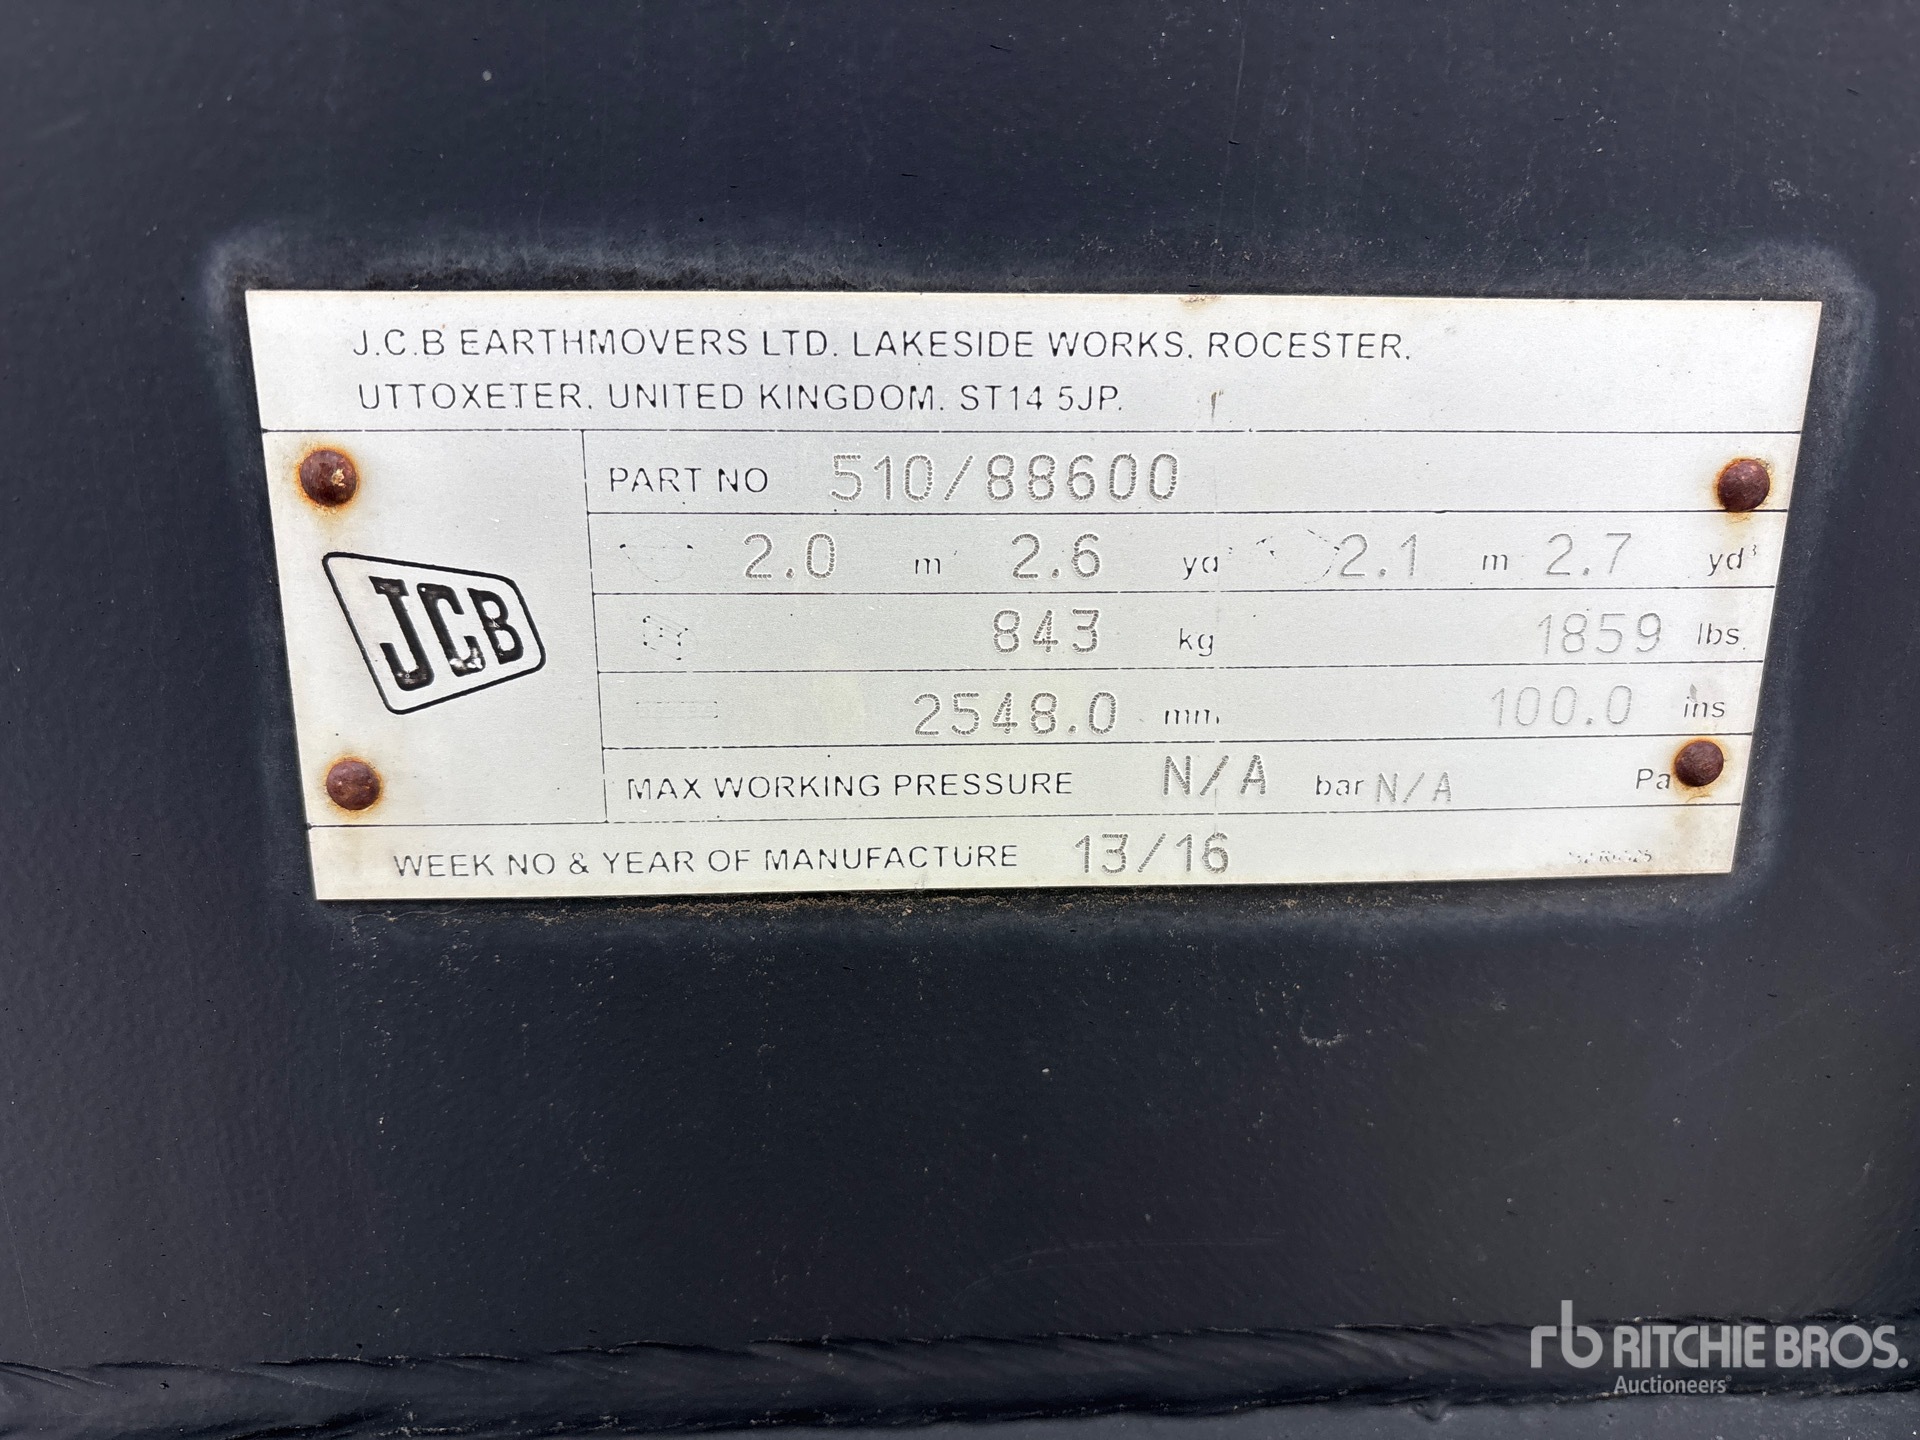 J.C.B EARTHMOVERS LTD. LAKESIDE WORKS. ROCESTER.
UTTOXETER. UNITED KINGDOM. ST14 5JP.
JCB
PART NO 510/88600
2.0 m 2.6 yd³ 2.1 m 2.7 yd³
843 kg 1859 lbs.
2548.0 mm. 100.0 ins
MAX WORKING PRESSURE N/A bar N/A Pa
WEEK NO & YEAR OF MANUFACTURE 13/16
rb RITCHIE BROS.
Auctioneers